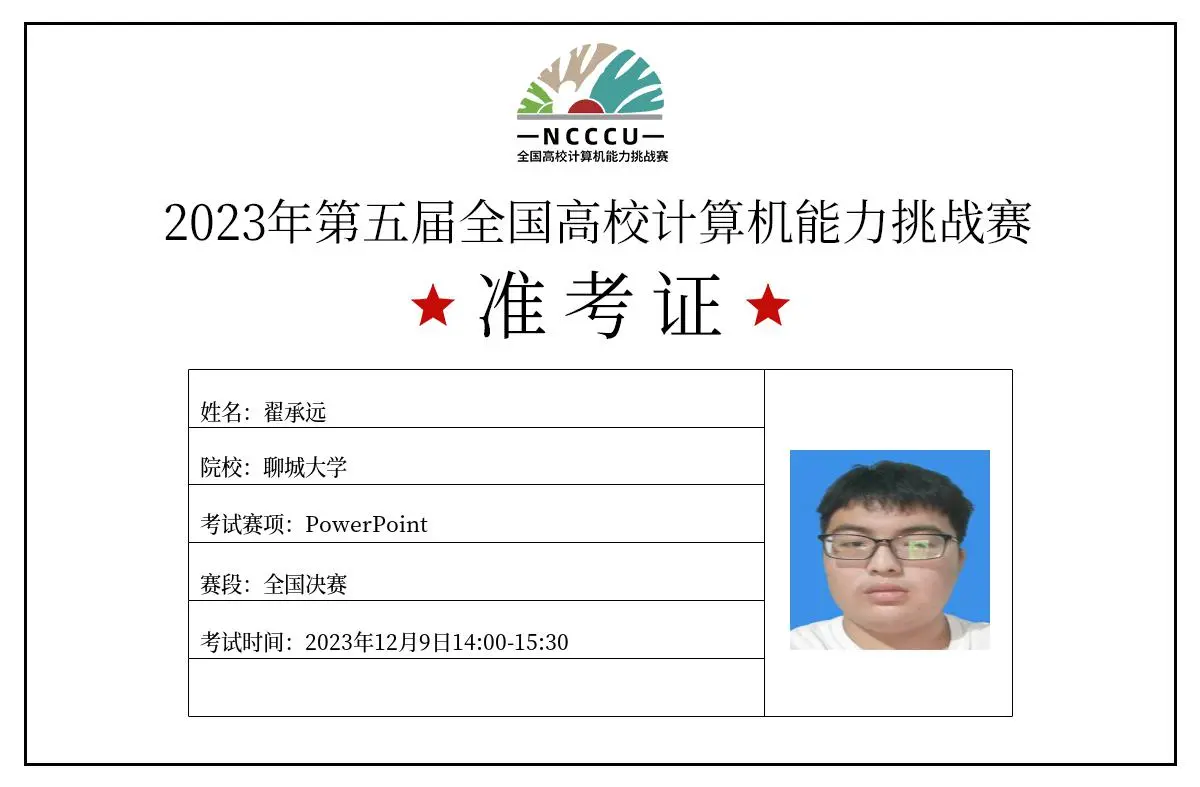 NCCCU
全国高校计算机能力挑战赛
2023年第五届全国高校计算机能力挑战赛
准考证
姓名：翟承远
院校：聊城大学
考试赛项：PowerPoint
赛段：全国决赛
考试时间：2023年12月9日14:00-15:30